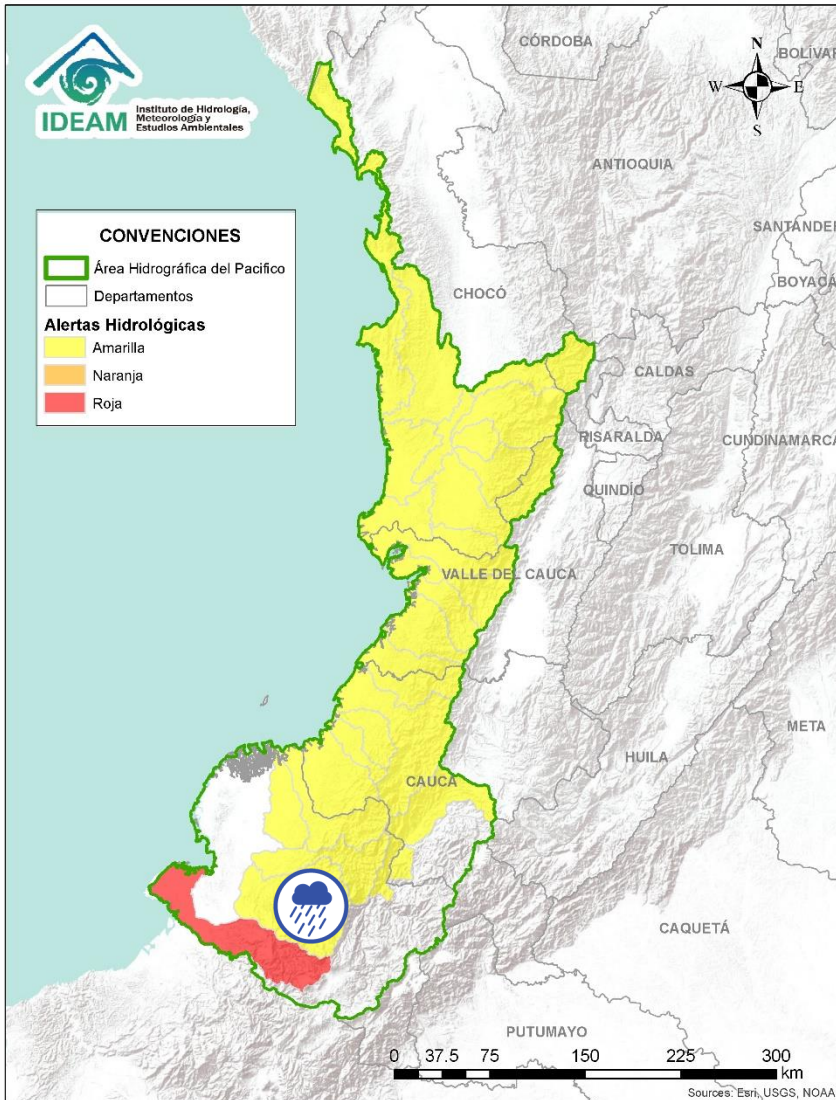 IDEAM
Instituto de Hidrología,
Meteorología y
Estudios Ambientales
CÓRDOBA
BOLÍVAR
N
W
E
S
ANTIOQUIA
SANTANDER
BOYACÁ
CONVENCIONES
Área Hidrográfica del Pacifico
Departamentos
Alertas Hidrológicas
Amarilla
Naranja
Roja
CHOCÓ
CALDAS
RISARALDA
CUNDINAMARCA
QUINDÍO
TOLIMA
VALLE DEL CAUCA
META
HUILA
CAUCA
CAQUETÁ
PUTUMAYO
0 37.5 75 150 225 300
km
Sources: Esri, USGS, NOAA